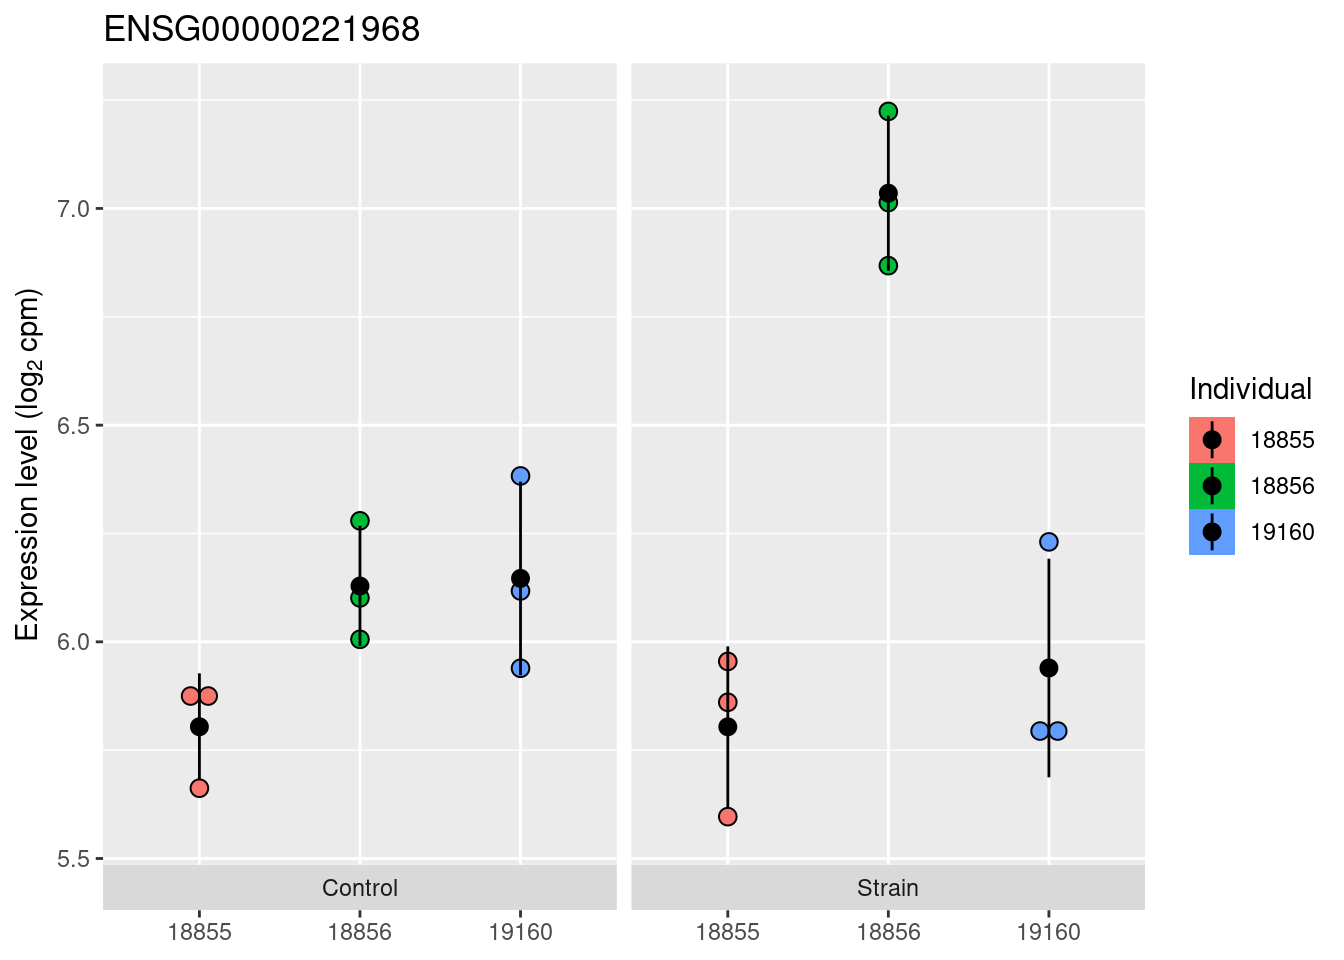 ENSG00000221968
Expression level (log₂ cpm)
7.0
6.5
6.0
5.5
Control
Strain
18855
18856
19160
18855
18856
19160
Individual
18855
18856
19160